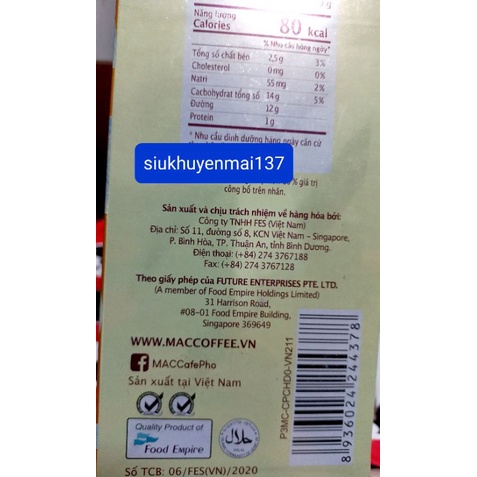 Năng lượng
Calories 80 kcal
% Nhu cầu hàng ngày*
Tổng số chất béo 2,5 g 3%
Cholesterol 0 mg 0%
Natri 55 mg 2%
Cacbohydrat tổng số 14 g 5%
Đường 12 g
Protein 1 g
* Nhu cầu dinh dưỡng hàng ngày căn cứ
siukhuyenmai137
% giá trị
công bố trên nhãn.
Sản xuất và chịu trách nhiệm về hàng hóa bởi:
Công ty TNHH FES (Việt Nam)
Địa chỉ: Số 11, đường số 8, KCN Việt Nam – Singapore,
P. Bình Hòa, TP. Thuận An, tỉnh Bình Dương.
Điện thoại: (+84) 274 3767188
Fax: (+84) 274 3767128
Theo giấy phép của FUTURE ENTERPRISES PTE. LTD.
(A member of Food Empire Holdings Limited)
31 Harrison Road,
#08-01 Food Empire Building,
Singapore 369649
WWW.MACCOFFEE.VN
MACCafePho
Sản xuất tại Việt Nam
Quality Product of
Food Empire
حلال
Số TCB: 06/FES(VN)/2020
P3MC-CPCHD0-VN211
8 936024 244378